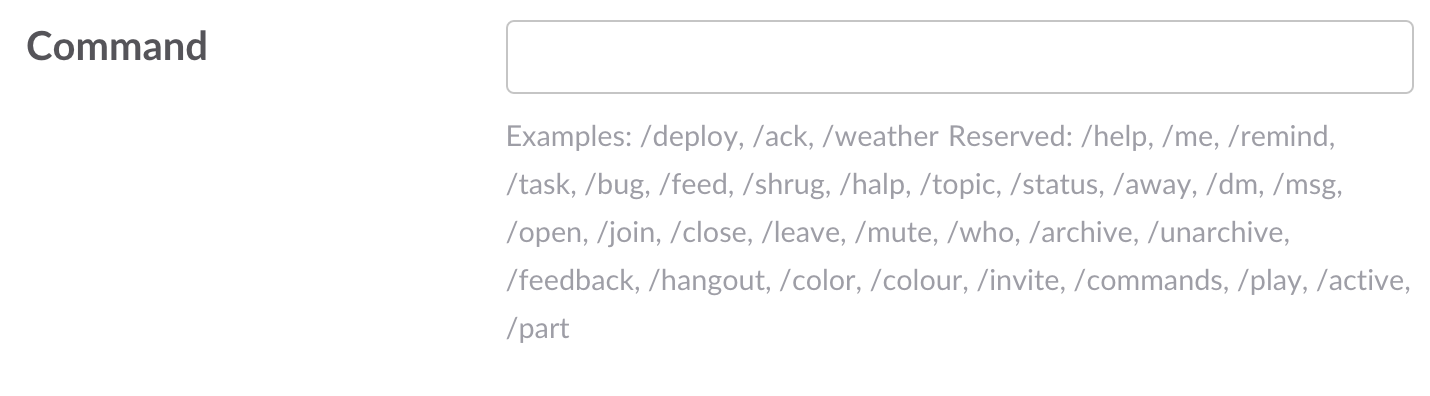 Command
Examples: /deploy, /ack, /weather Reserved: /help, /me, /remind,
/task, /bug, /feed, /shrug, /halp, /topic, /status, /away, /dm, /msg,
/open, /join, /close, /leave, /mute, /who, /archive, /unarchive,
/feedback, /hangout, /color, /colour, /invite, /commands, /play, /active,
/part